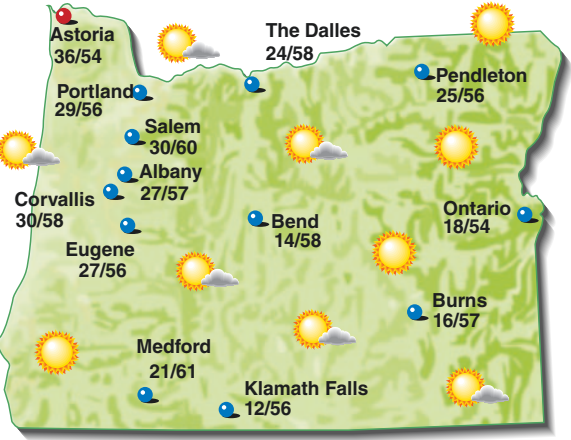 Astoria
36/54
The Dalles
24/58
Portland
29/56
Pendleton
25/56
Salem
30/60
Albany
27/57
Corvallis
30/58
Eugene
27/56
Bend
14/58
Ontario
18/54
Burns
16/57
Medford
21/61
Klamath Falls
12/56